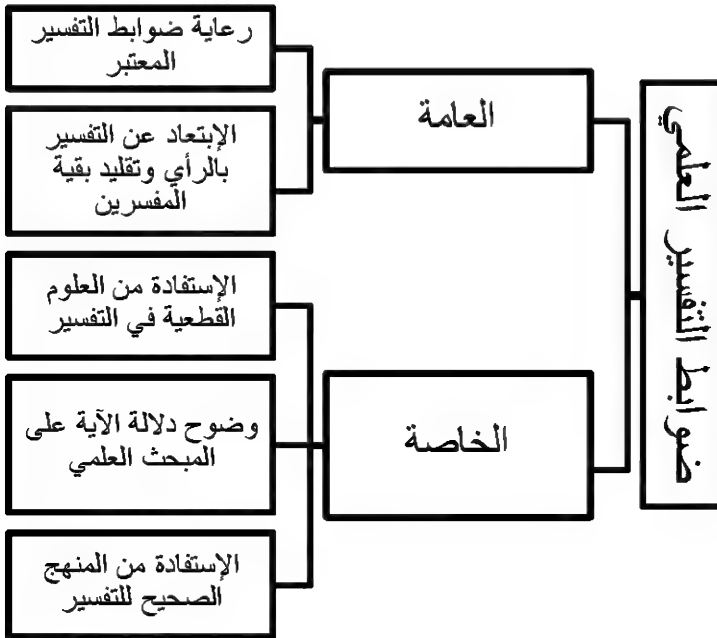 ضوابط التفسير العلمي
العامة
رعاية ضوابط التفسير
المعتبر
الإبتعاد عن التفسير
بالرأي وتقليد بقية
المفسرين
الخاصة
الإستفادة من العلوم
القطعية في التفسير
وضوح دلالة الآية على
المبحث العلمي
الإستفادة من المنهج
الصحيح للتفسير